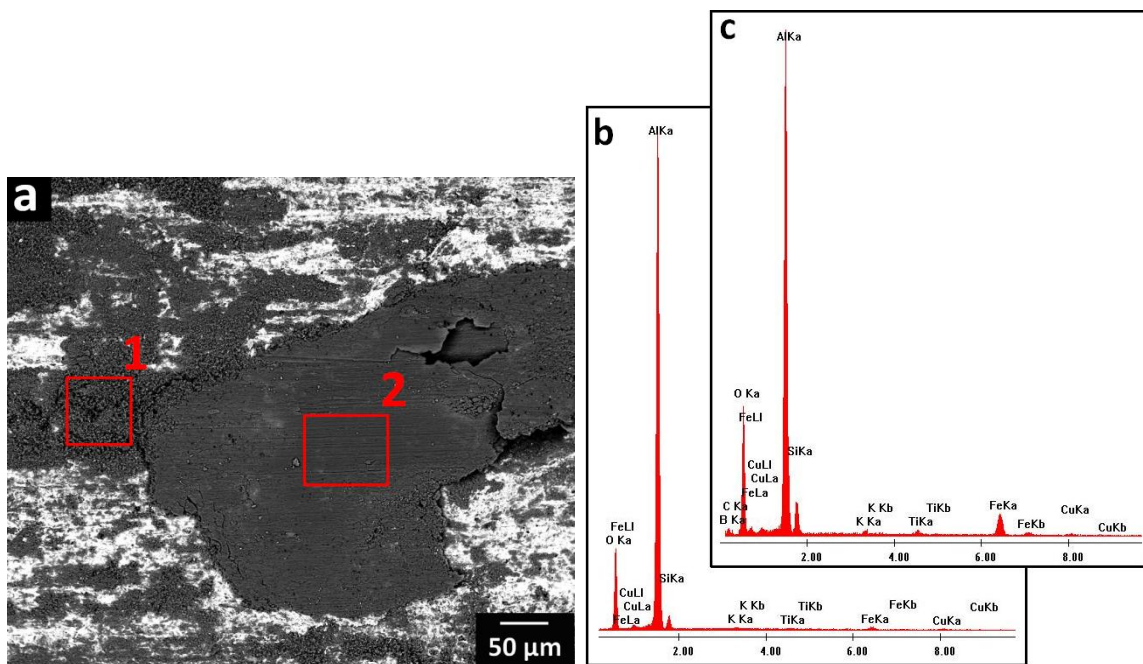 a
1
2
50 µm
b
AlKa
FeLl
O Ka
CuLl
CuLa
FeLa
SiKa
K Kb
K Ka
TiKb
TiKa
FeKa
FeKb
CuKa
CuKb
2.00 4.00 6.00 8.00
c
AlKa
O Ka
FeLl
CuLl
CuLa
FeLa
C Ka
B Ka
SiKa
K Kb
K Ka
TiKb
TiKa
FeKa
FeKb
CuKa
CuKb
2.00 4.00 6.00 8.00